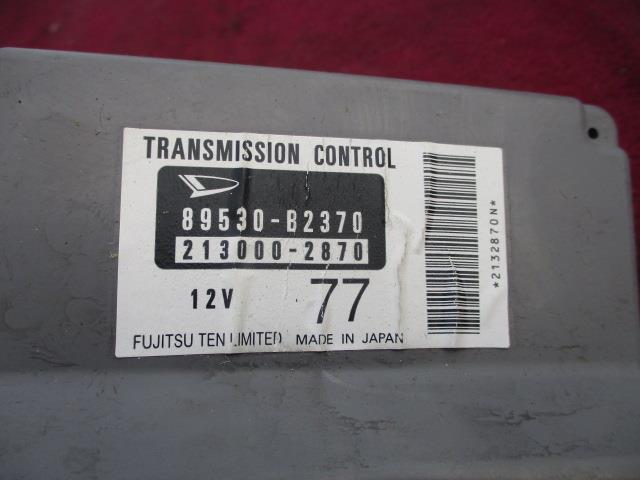 TRANSMISSION CONTROL
89530-B2370
213000-2870
12V 77
FUJITSU TEN LIMITED MADE IN JAPAN
*2132870N*